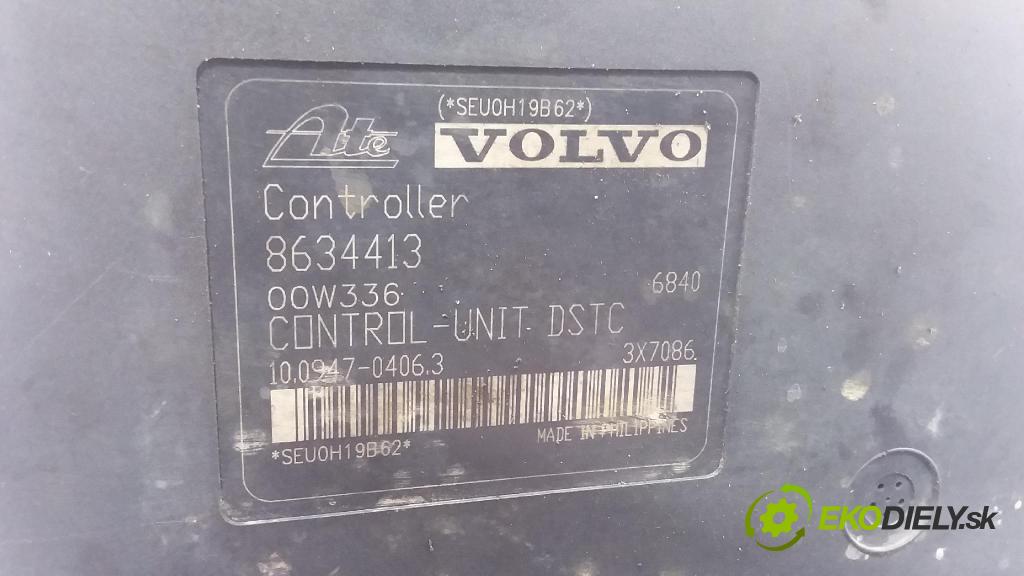 (*SEU0H19B62*)
Ate VOLVO
Controller
8634413
00W336 6840
CONTROL-UNIT DSTC
10.0947-0406.3 3X7086
MADE IN PHILIPPINES
*SEU0H19B62*
EKODIELY.sk